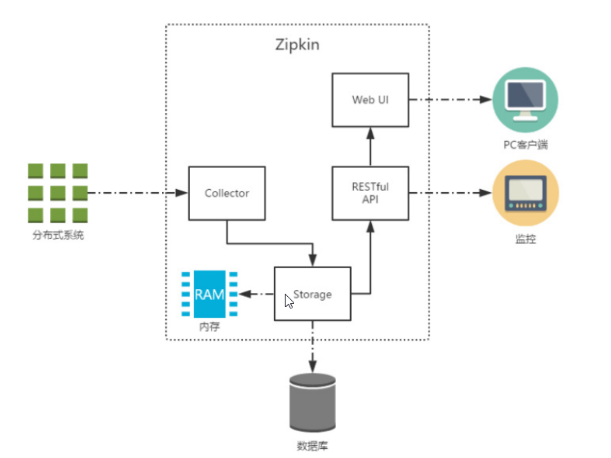 Zipkin
Web UI
PC客户端
Collector
RESTful
API
分布式系统
监控
RAM
Storage
内存
数据库